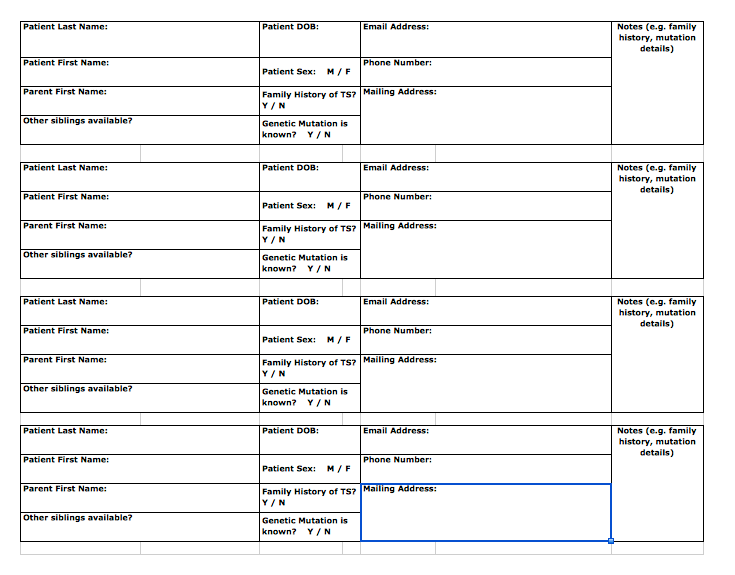 Patient Last Name:
Patient DOB:
Email Address:
Notes (e.g. family
history, mutation
details)
Patient First Name:
Patient Sex: M / F
Phone Number:
Parent First Name:
Family History of TS?
Y / N
Mailing Address:
Other siblings available?
Genetic Mutation is
known? Y / N
Patient Last Name:
Patient DOB:
Email Address:
Notes (e.g. family
history, mutation
details)
Patient First Name:
Patient Sex: M / F
Phone Number:
Parent First Name:
Family History of TS?
Y / N
Mailing Address:
Other siblings available?
Genetic Mutation is
known? Y / N
Patient Last Name:
Patient DOB:
Email Address:
Notes (e.g. family
history, mutation
details)
Patient First Name:
Patient Sex: M / F
Phone Number:
Parent First Name:
Family History of TS?
Y / N
Mailing Address:
Other siblings available?
Genetic Mutation is
known? Y / N
Patient Last Name:
Patient DOB:
Email Address:
Notes (e.g. family
history, mutation
details)
Patient First Name:
Patient Sex: M / F
Phone Number:
Parent First Name:
Family History of TS?
Y / N
Mailing Address:
Other siblings available?
Genetic Mutation is
known? Y / N